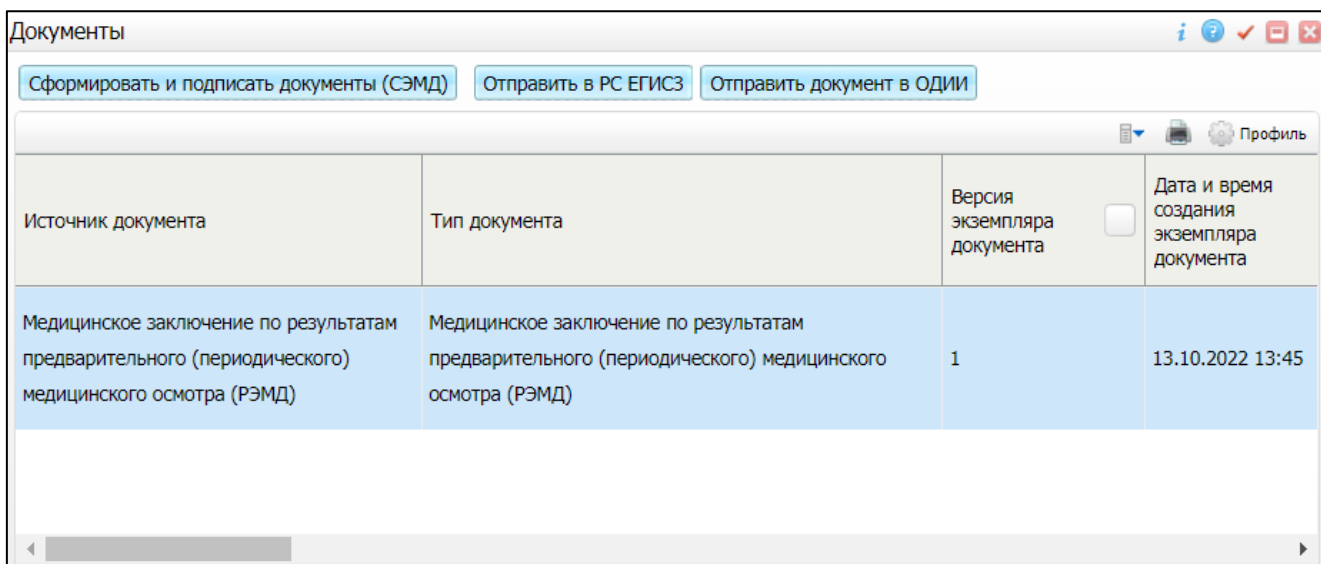 Документы
Сформировать и подписать документы (СЭМД) Отправить в РС ЕГИСЗ Отправить документ в ОДИИ
Профиль
Источник документа
Тип документа
Версия
экземпляра
документа
Дата и время
создания
экземпляра
документа
Медицинское заключение по результатам
предварительного (периодического)
медицинского осмотра (РЭМД)
Медицинское заключение по результатам
предварительного (периодического) медицинского
осмотра (РЭМД)
1
13.10.2022 13:45